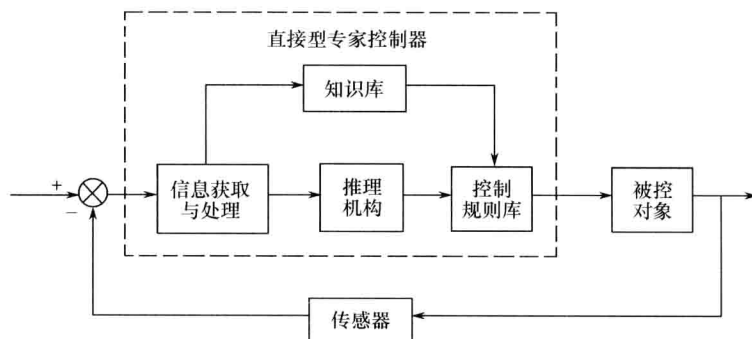 直接型专家控制器
知识库
+
−
信息获取
与处理
推理
机构
控制
规则库
被控
对象
传感器